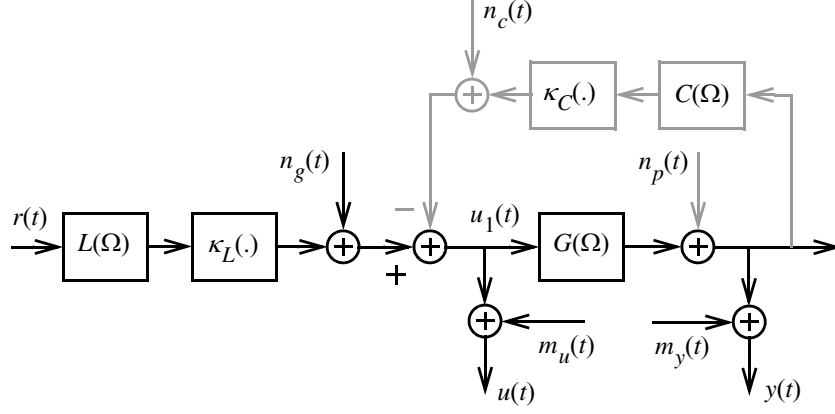 n_c(t)
κ_C(.)
C(Ω)
n_g(t)
n_p(t)
−
r(t)
L(Ω)
κ_L(.)
+
+
+
u_1(t)
G(Ω)
+
+
+
m_u(t)
+
m_y(t)
u(t)
y(t)